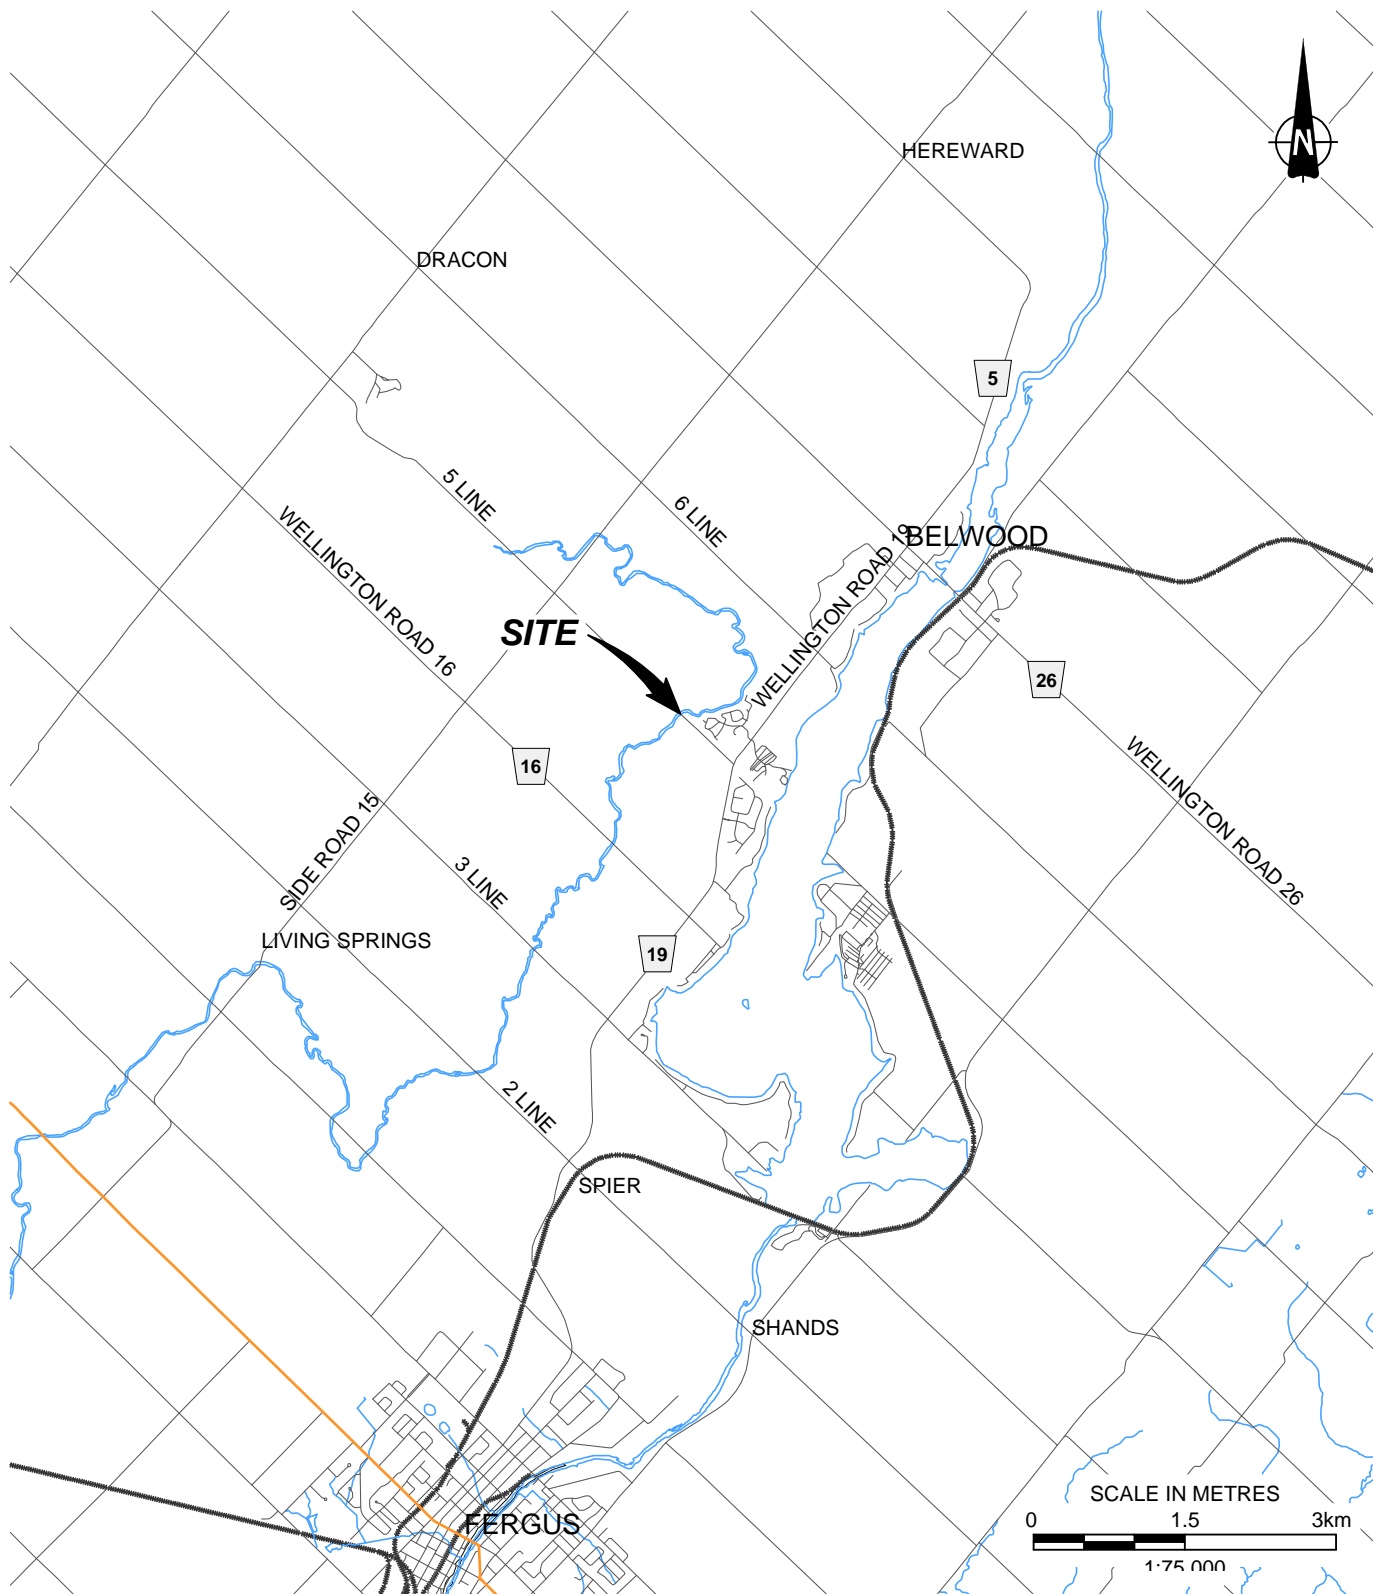 HEREWARD
N
DRACON
5
5 LINE
6 LINE
WELLINGTON ROAD 16
BELWOOD
WELLINGTON ROAD 19
SITE
26
16
WELLINGTON ROAD 26
SIDE ROAD 15
3 LINE
LIVING SPRINGS
19
2 LINE
SPIER
SHANDS
FERGUS
SCALE IN METRES
0 1.5 3km
1:75,000